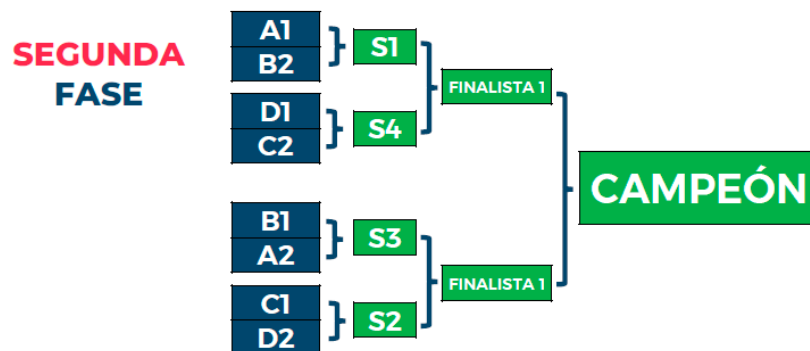 SEGUNDA
FASE
A1
B2
S1
D1
C2
S4
FINALISTA 1
B1
A2
S3
C1
D2
S2
FINALISTA 1
CAMPEÓN